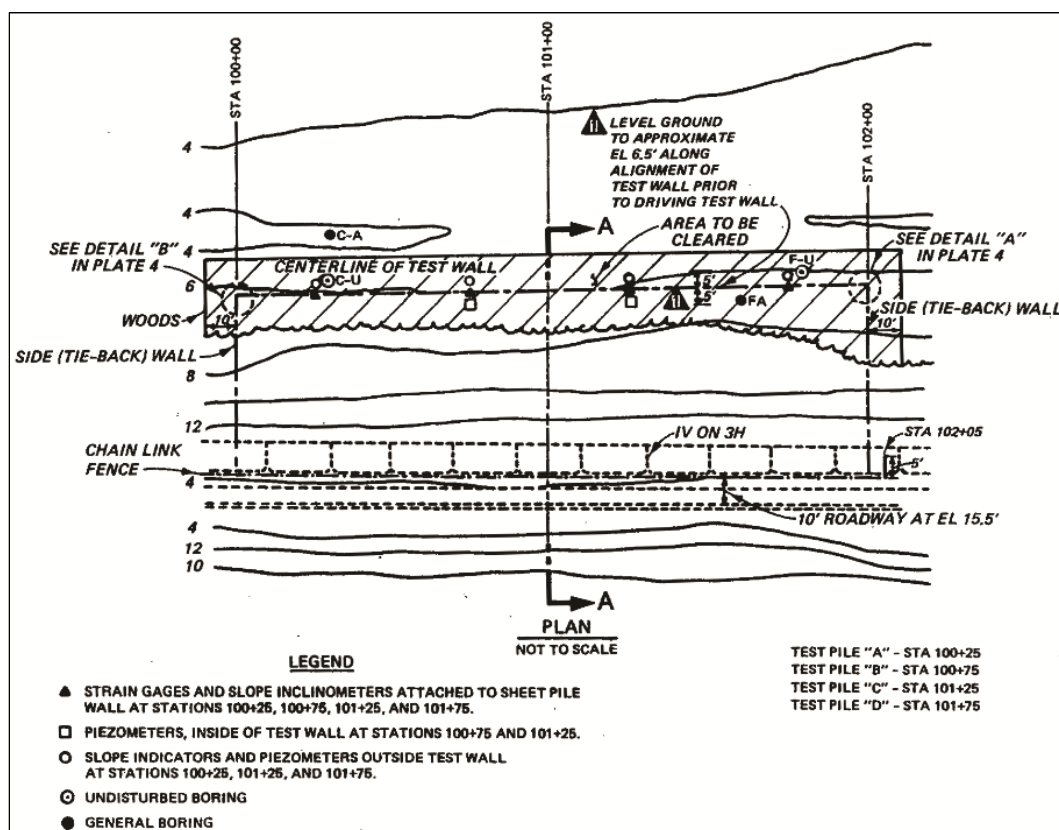 STA 100+00
STA 101+00
STA 102+00
LEVEL GROUND
TO APPROXIMATE
EL 6.5' ALONG
ALIGNMENT OF
TEST WALL PRIOR
TO DRIVING TEST WALL
4
4
C-A
A
AREA TO BE
CLEARED
SEE DETAIL "B"
IN PLATE 4
4
SEE DETAIL "A"
IN PLATE 4
CENTERLINE OF TEST WALL
F-U
6
C-U
5'
5'
FA
WOODS
10'
SIDE (TIE-BACK) WALL
10'
SIDE (TIE-BACK) WALL
8
12
IV ON 3H
STA 102+05
CHAIN LINK
FENCE
5'
4
10' ROADWAY AT EL 15.5'
4
12
10
A
PLAN
NOT TO SCALE
LEGEND
STRAIN GAGES AND SLOPE INCLINOMETERS ATTACHED TO SHEET PILE
WALL AT STATIONS 100+25, 100+75, 101+25, AND 101+75.
PIEZOMETERS, INSIDE OF TEST WALL AT STATIONS 100+75 AND 101+25.
SLOPE INDICATORS AND PIEZOMETERS OUTSIDE TEST WALL
AT STATIONS 100+25, 101+25, AND 101+75.
UNDISTURBED BORING
GENERAL BORING
TEST PILE "A" - STA 100+25
TEST PILE "B" - STA 100+75
TEST PILE "C" - STA 101+25
TEST PILE "D" - STA 101+75